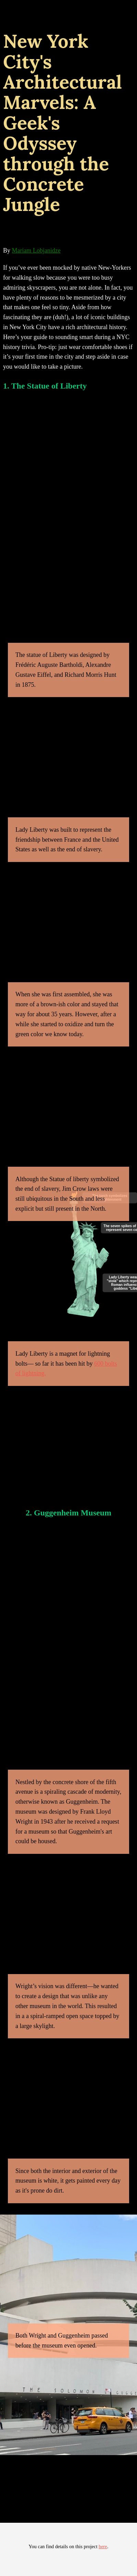 New York
City's
Architectural
Marvels: A
Geek's
Odyssey
through the
Concrete
Jungle
By Mariam Lobjanidze
If you’ve ever been mocked by native New-Yorkers
for walking slow because you were too busy
admiring skyscrapers, you are not alone. In fact, you
have plenty of reasons to be mesmerized by a city
that makes one feel so tiny. Aside from how
fascinating they are (duh!), a lot of iconic buildings
in New York City have a rich architectural history.
Here’s your guide to sounding smart during a NYC
history trivia. Pro-tip: just wear comfortable shoes if
it’s your first time in the city and step aside in case
you would like to take a picture.
1. The Statue of Liberty
The statue of Liberty was designed by
Frédéric Auguste Bartholdi, Alexandre
Gustave Eiffel, and Richard Morris Hunt
in 1875.
Lady Liberty was built to represent the
friendship between France and the United
States as well as the end of slavery.
When she was first assembled, she was
more of a brown-ish color and stayed that
way for about 35 years. However, after a
while she started to oxidize and turn the
green color we know today.
Although the Statue of liberty symbolized
the end of slavery, Jim Crow laws were
still ubiquitous in the South and less
explicit but still present in the North.
The seven spikes of
represent seven
Lady Liberty
Roman
goddess
Lady Liberty is a magnet for lightning
bolts— so far it has been hit by
2. Guggenheim Museum
Nestled by the concrete shore of the fifth
avenue is a spiraling cascade of modernity,
otherwise known as Guggenheim. The
museum was designed by Frank Lloyd
Wright in 1943 after he received a request
for a museum so that Guggenheim's art
could be housed.
Wright’s vision was different—he wanted
to create a design that was unlike any
other museum in the world. This resulted
in a a spiral-ramped open space topped by
a large skylight.
Since both the interior and exterior of the
museum is white, it gets painted every day
as it's prone do dirt.
Both Wright and Guggenheim passed
before the museum even opened.
THE SOLOMON
You can find details on this project here.